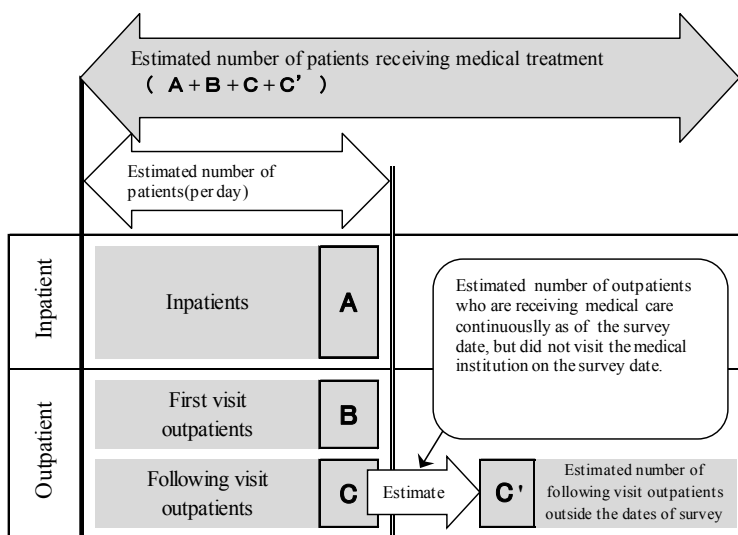 Estimated number of patients receiving medical treatment
( A + B + C + C' )
Estimated number of
patients(per day)
Inpatient
Inpatients
A
Estimated number of outpatients
who are receiving medical care
continuouslly as of the survey
date, but did not visit the medical
institution on the survey date.
Outpatient
First visit
outpatients
B
Following visit
outpatients
C
Estimate
C'
Estimated number of
following visit outpatients
outside the dates of survey